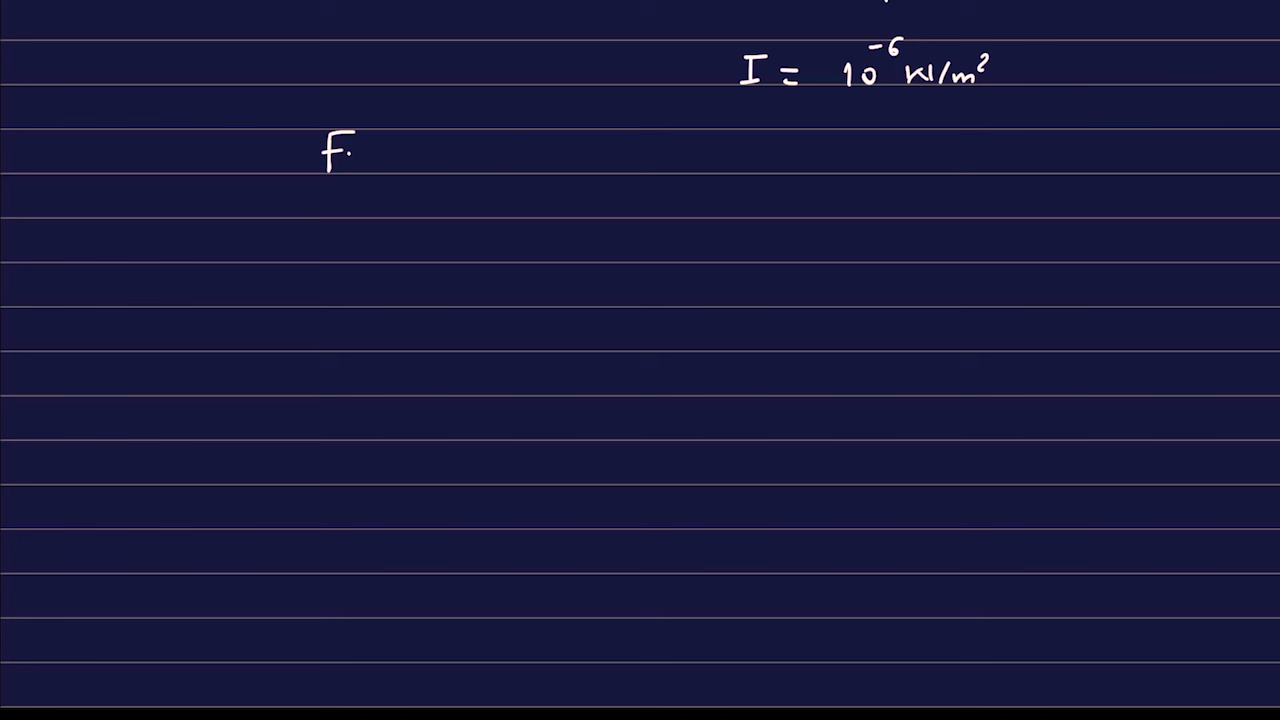 I = 10⁻⁶ W/m²
F.